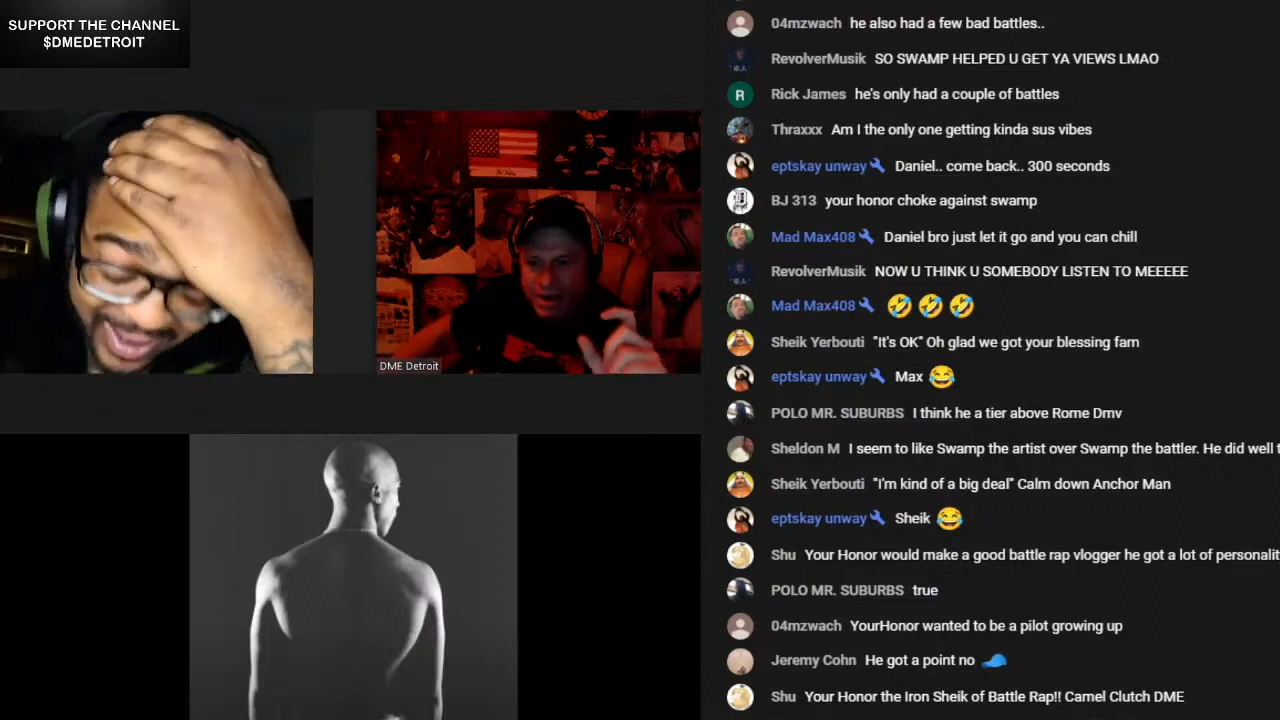 SUPPORT THE CHANNEL
$DMEDETROIT
DME Detroit
04mzwach he also had a few bad battles..
RevolverMusik SO SWAMP HELPED U GET YA VIEWS LMAO
R Rick James he's only had a couple of battles
Thraxxx Am I the only one getting kinda sus vibes
eptskay unway Daniel.. come back.. 300 seconds
BJ 313 your honor choke against swamp
Mad Max408 Daniel bro just let it go and you can chill
RevolverMusik NOW U THINK U SOMEBODY LISTEN TO MEEEEE
Mad Max408 🤣 🤣 🤣
Sheik Yerbouti "It's OK" Oh glad we got your blessing fam
eptskay unway Max 😂
POLO MR. SUBURBS I think he a tier above Rome Dmv
Sheldon M I seem to like Swamp the artist over Swamp the battler. He did well
Sheik Yerbouti "I'm kind of a big deal" Calm down Anchor Man
eptskay unway Sheik 😂
Shu Your Honor would make a good battle rap vlogger he got a lot of personalit
POLO MR. SUBURBS true
04mzwach YourHonor wanted to be a pilot growing up
Jeremy Cohn He got a point no 🧢
Shu Your Honor the Iron Sheik of Battle Rap!! Camel Clutch DME